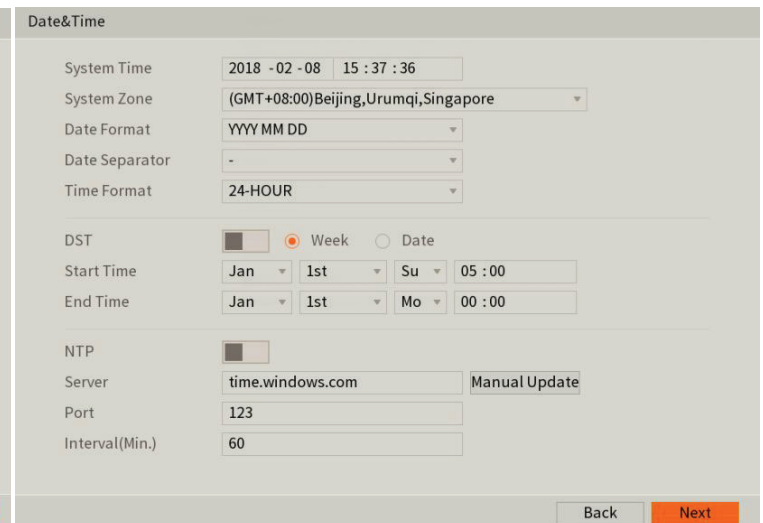 Date&Time
System Time 2018 - 02 - 08 15 : 37 : 36
System Zone (GMT+08:00)Beijing,Urumqi,Singapore
Date Format YYYY MM DD
Date Separator -
Time Format 24-HOUR
DST Week Date
Start Time Jan 1st Su 05 : 00
End Time Jan 1st Mo 00 : 00
NTP
Server time.windows.com Manual Update
Port 123
Interval(Min.) 60
Back Next